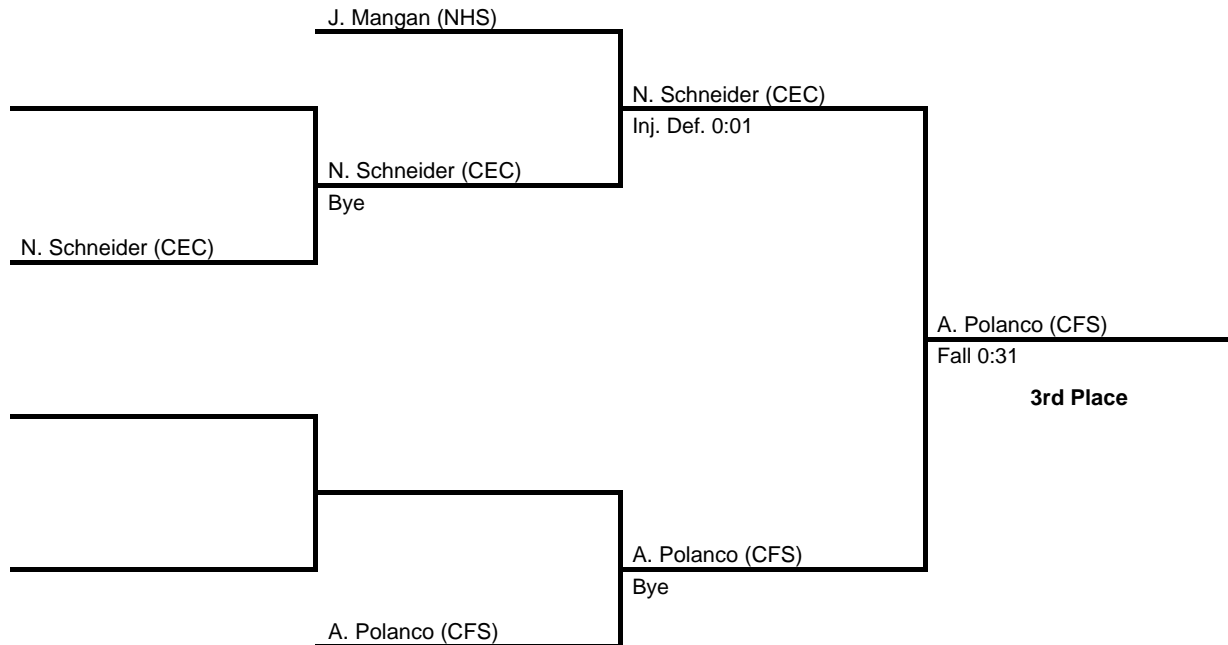 J. Mangan (NHS)
N. Schneider (CEC)
Inj. Def. 0:01
N. Schneider (CEC)
Bye
N. Schneider (CEC)
A. Polanco (CFS)
Fall 0:31
3rd Place
A. Polanco (CFS)
Bye
A. Polanco (CFS)